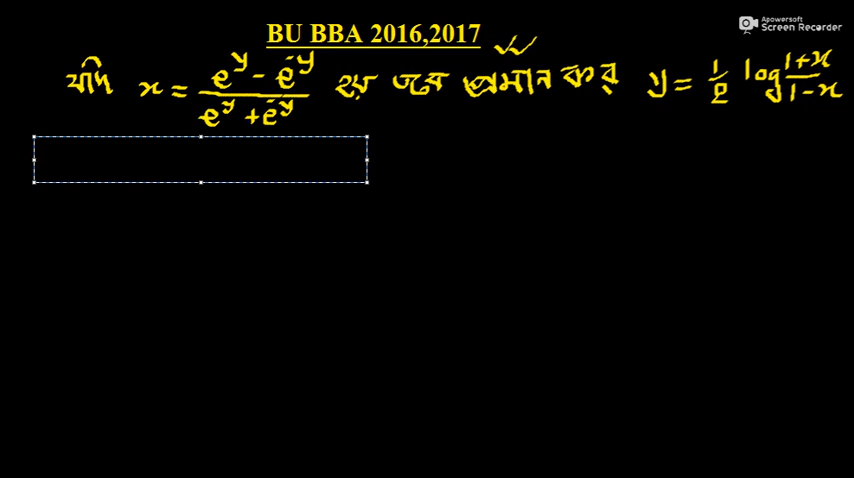 BU BBA 2016,2017
Apowersoft
Screen Recorder
যদি x = (e^y - e^-y)/(e^y + e^-y) হয় তবে প্রমান কর y = 1/2 log (1+x)/(1-x)